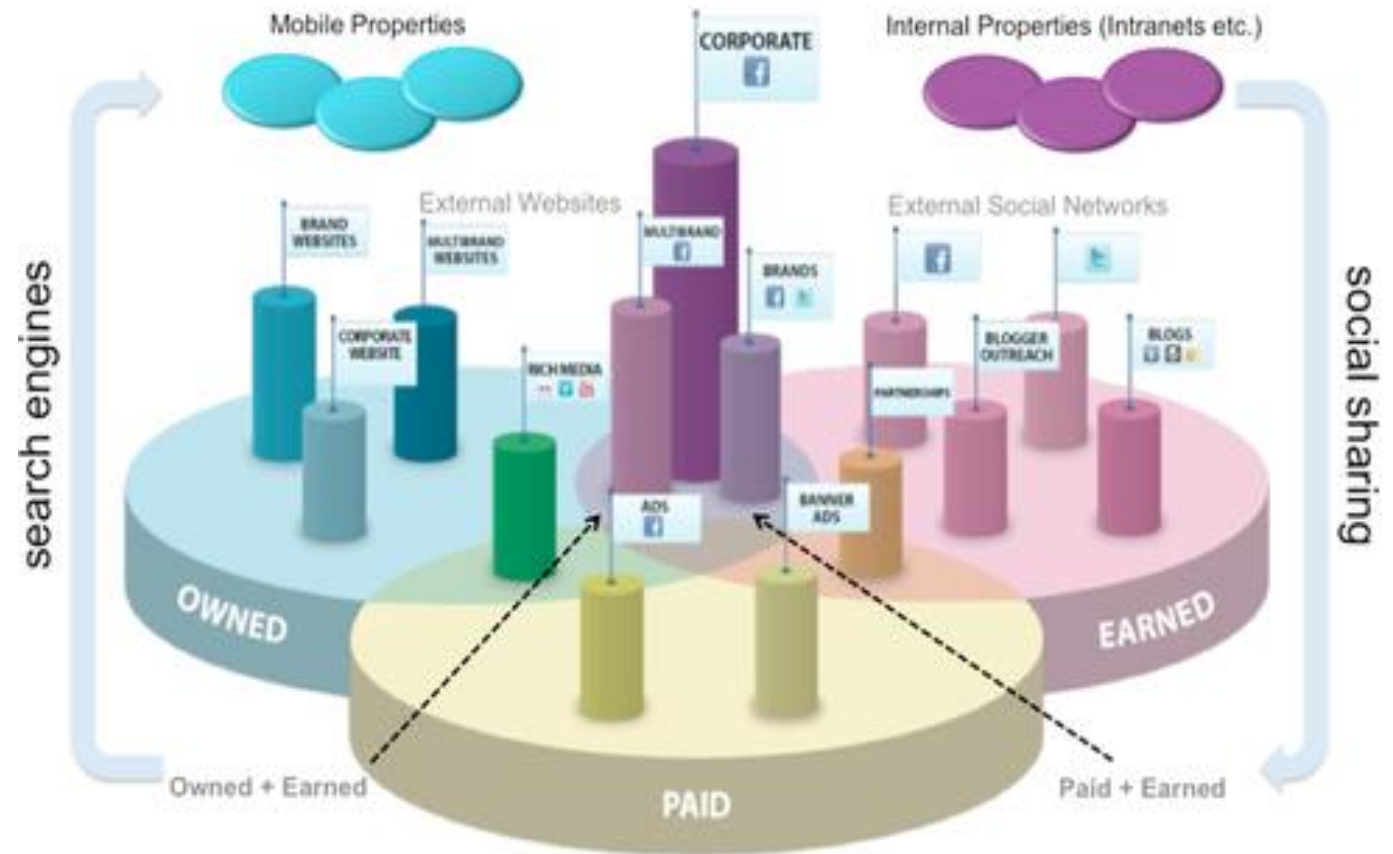 Mobile Properties
Internal Properties (Intranets etc.)
CORPORATE
f
External Websites
External Social Networks
BRAND
WEBSITES
MULTIBRAND
WEBSITES
MULTIBRAND
f
BRANDS
f t
f
t
CORPORATE
WEBSITE
BLOGGER
OUTREACH
BLOGS
RICH MEDIA
PARTNERSHIPS
ADS
f
BANNER
ADS
search engines
social sharing
OWNED
EARNED
PAID
Owned + Earned
Paid + Earned